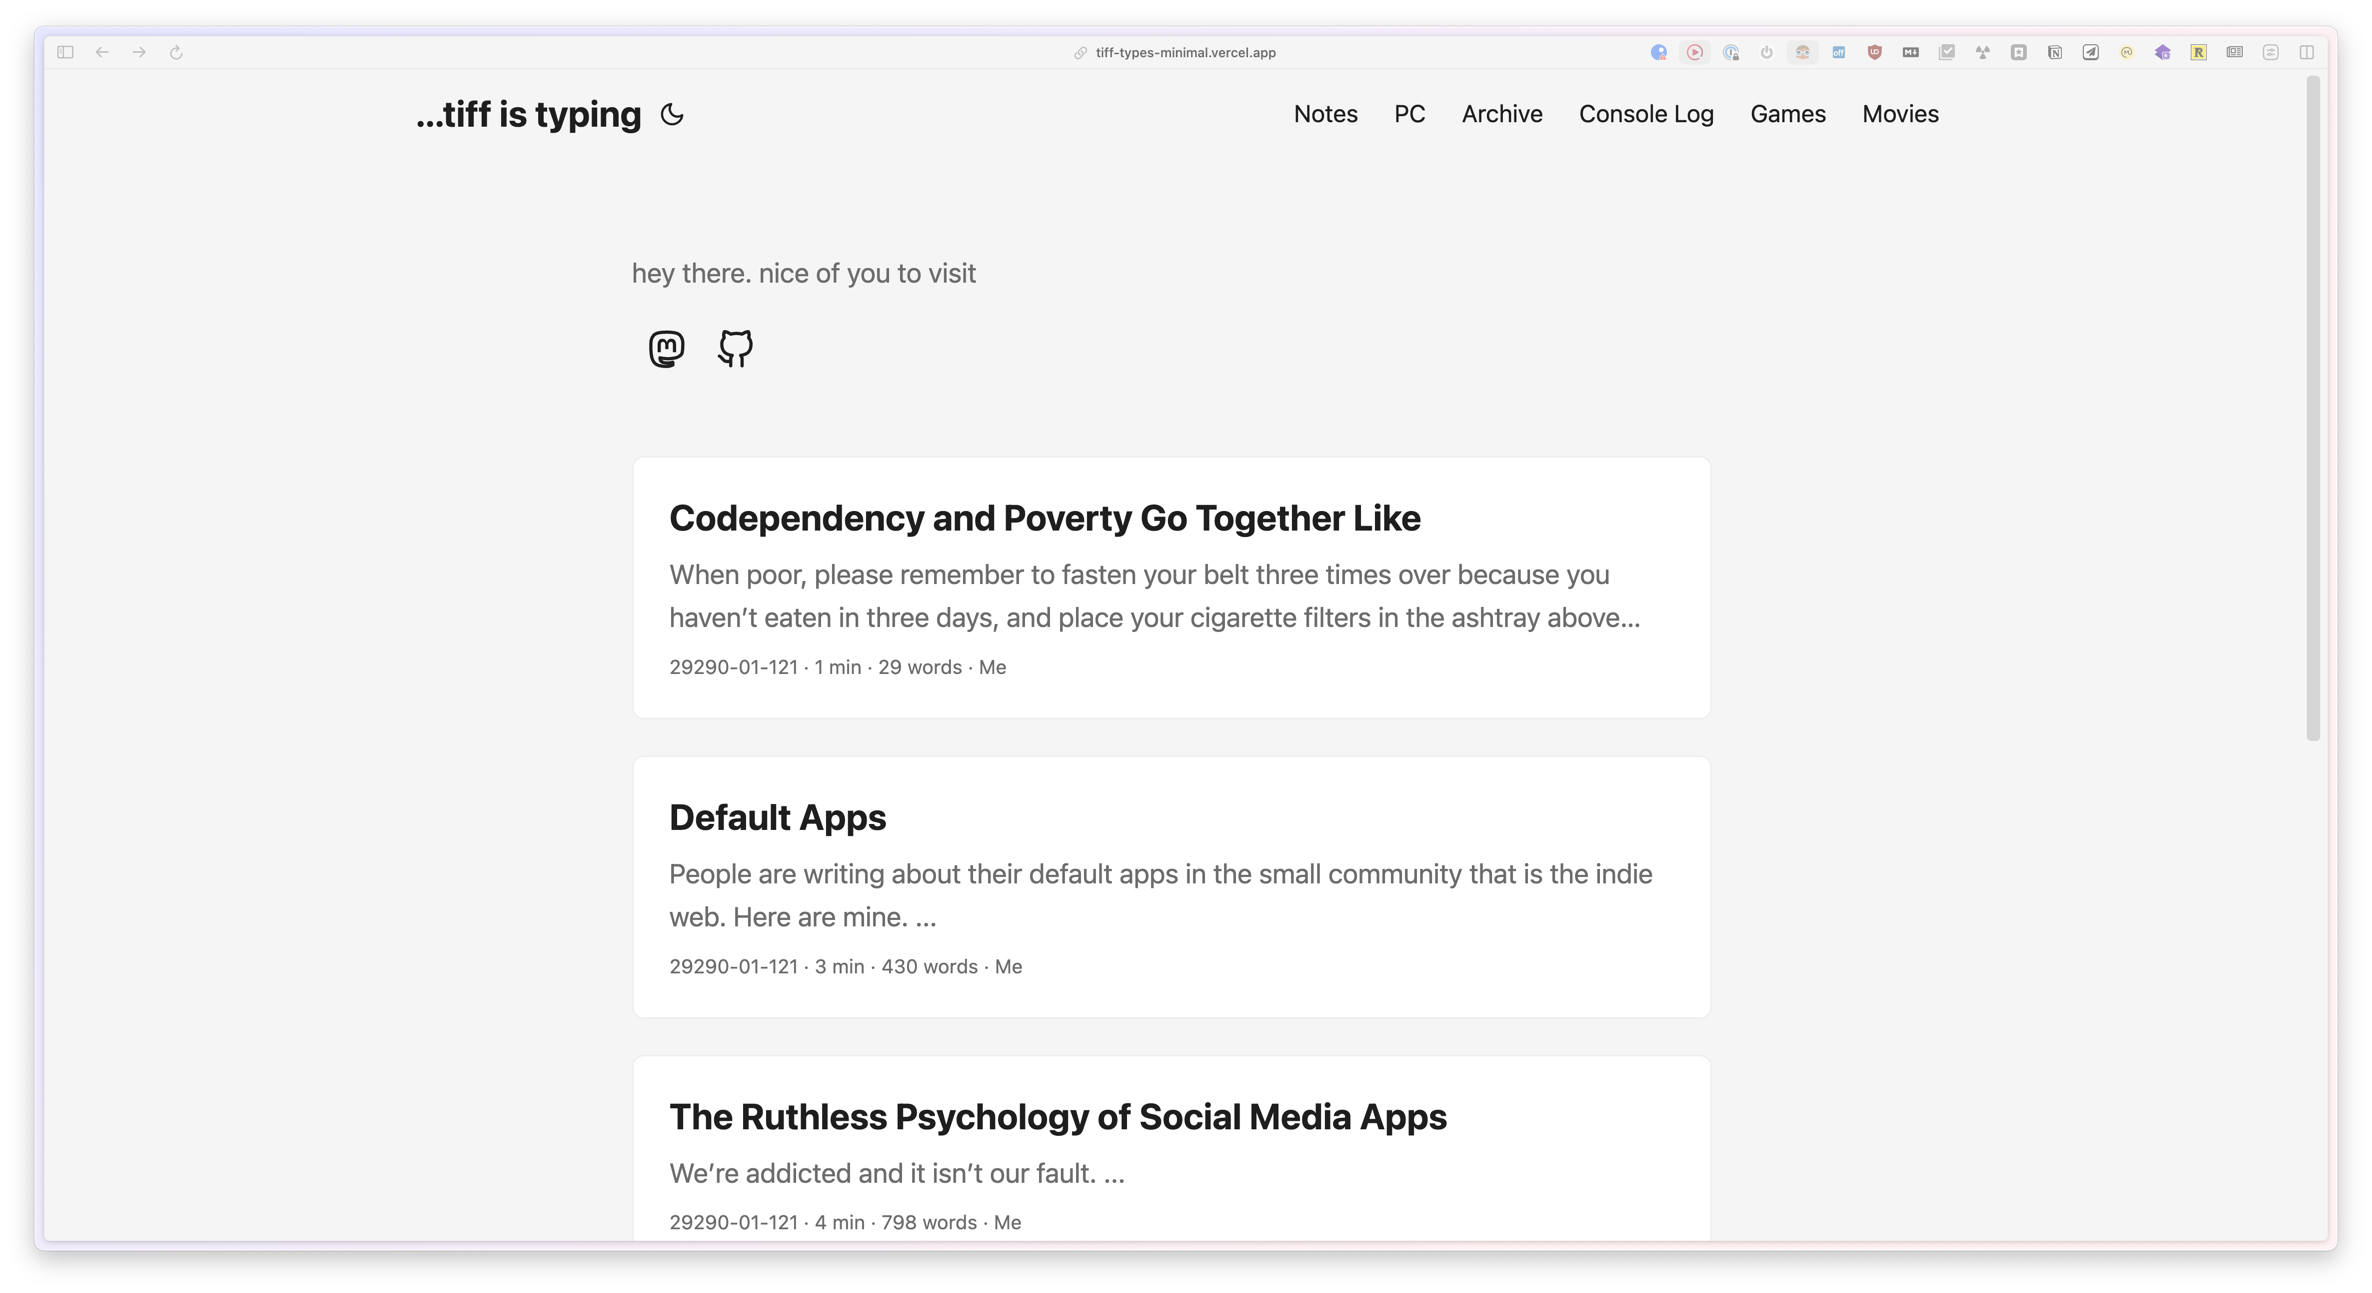 tiff-types-minimal.vercel.app
...tiff is typing
Notes PC Archive Console Log Games Movies
hey there. nice of you to visit
Codependency and Poverty Go Together Like
When poor, please remember to fasten your belt three times over because you
haven’t eaten in three days, and place your cigarette filters in the ashtray above...
29290-01-121 · 1 min · 29 words · Me
Default Apps
People are writing about their default apps in the small community that is the indie
web. Here are mine. ...
29290-01-121 · 3 min · 430 words · Me
The Ruthless Psychology of Social Media Apps
We’re addicted and it isn’t our fault. ...
29290-01-121 · 4 min · 798 words · Me